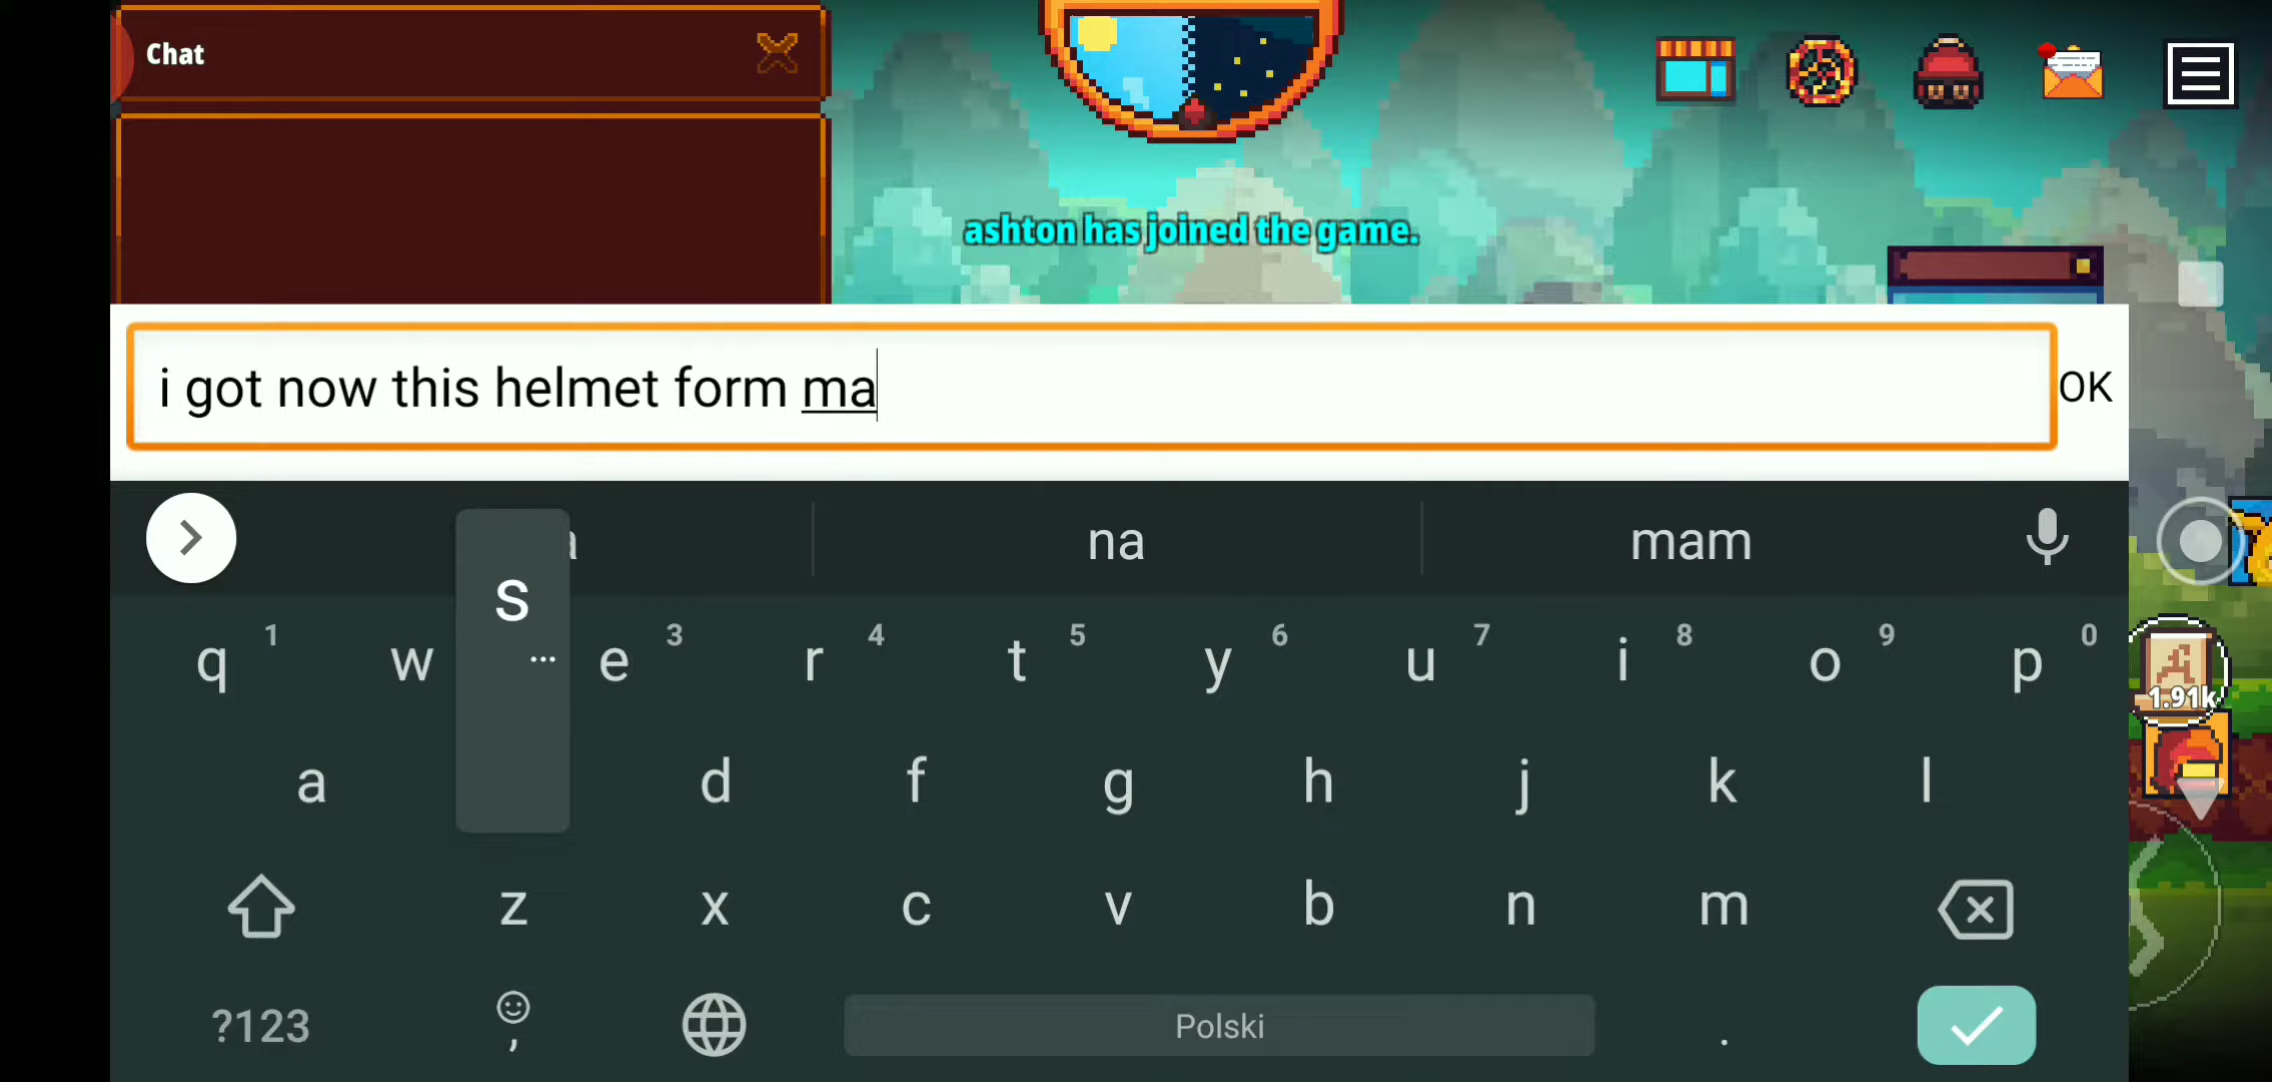 Chat
ashton has joined the game.
i got now this helmet form ma
OK
na mam
s
...
q 1 w e 3 r 4 t 5 y 6 u 7 i 8 o 9 p 0
a d f g h j k l
z x c v b n m
?123 , Polski .
A
1.91k